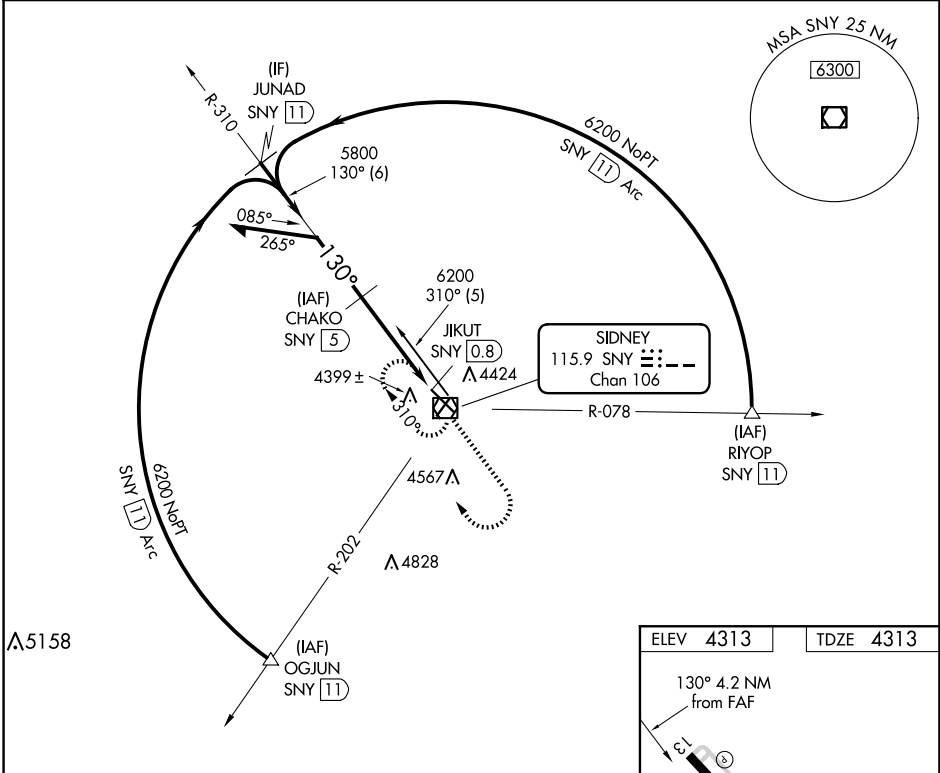 MSA SNY 25 NM
6300
(IF)
JUNAD
SNY 11
R-310
5800
130° (6)
6200 NoPT
SNY 11 Arc
085°
265°
130°
(IAF)
CHAKO
SNY 5
6200
310° (5)
JIKUT
SNY 0.8
4424
4399 ±
310°
SIDNEY
115.9 SNY
Chan 106
R-078
(IAF)
RIYOP
SNY 11
6200 NoPT
SNY 11 Arc
4567
R-202
4828
5158
(IAF)
OGJUN
SNY 11
ELEV 4313
TDZE 4313
130° 4.2 NM
from FAF
13
P